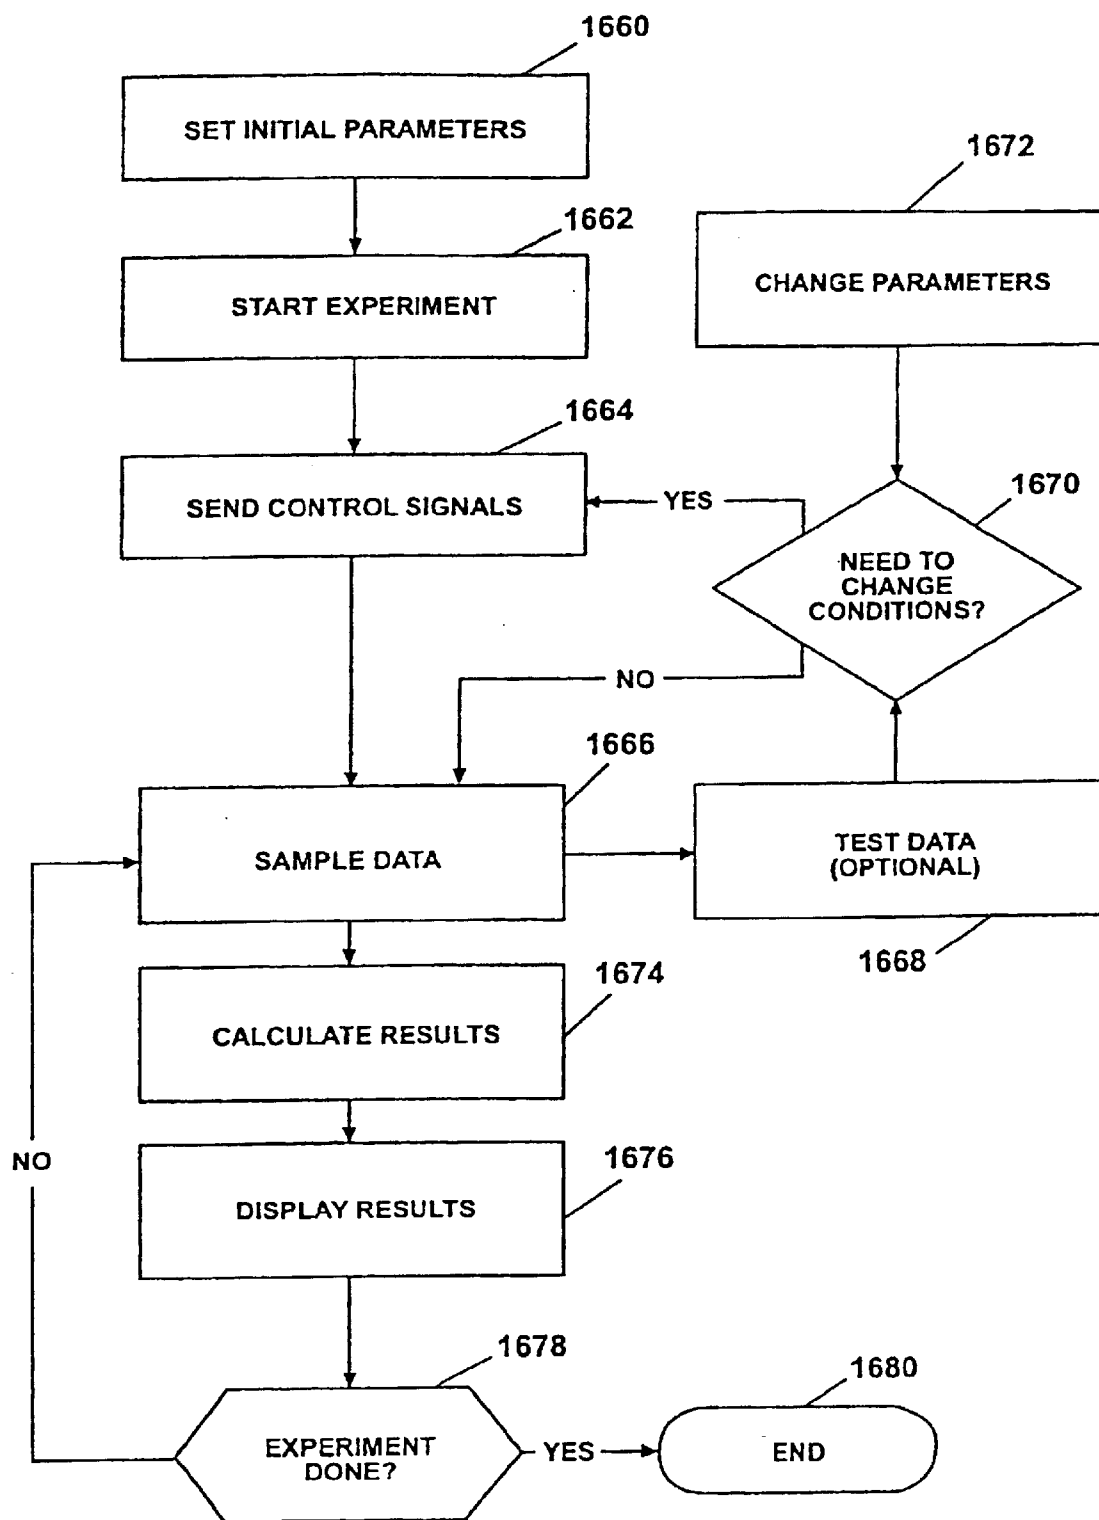 1660
SET INITIAL PARAMETERS
1672
1662
CHANGE PARAMETERS
START EXPERIMENT
1664
SEND CONTROL SIGNALS
YES
1670
NEED TO
CHANGE
CONDITIONS?
NO
1666
SAMPLE DATA
TEST DATA
(OPTIONAL)
1668
1674
CALCULATE RESULTS
NO
1676
DISPLAY RESULTS
1678
1680
EXPERIMENT
DONE?
YES
END